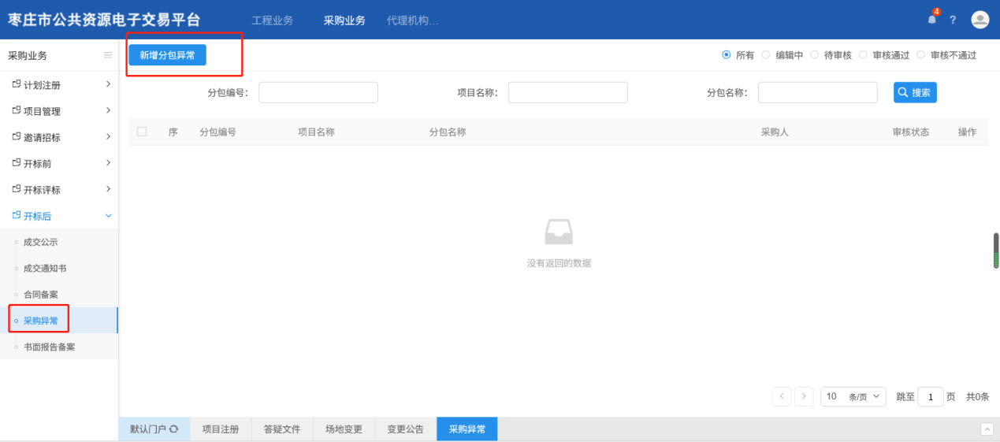 枣庄市公共资源电子交易平台 工程业务 采购业务 代理机构... 4 ?
采购业务
新增分包异常 所有 编辑中 待审核 审核通过 审核不通过
计划注册
项目管理
邀请招标
开标前
开标评标
开标后
成交公示
成交通知书
合同备案
采购异常
书面报告备案
分包编号： 项目名称： 分包名称： 搜索
序 分包编号 项目名称 分包名称 采购人 审核状态 操作
没有返回的数据
10 条/页 跳至 1 页 共0条
默认门户 项目注册 答疑文件 场地变更 变更公告 采购异常